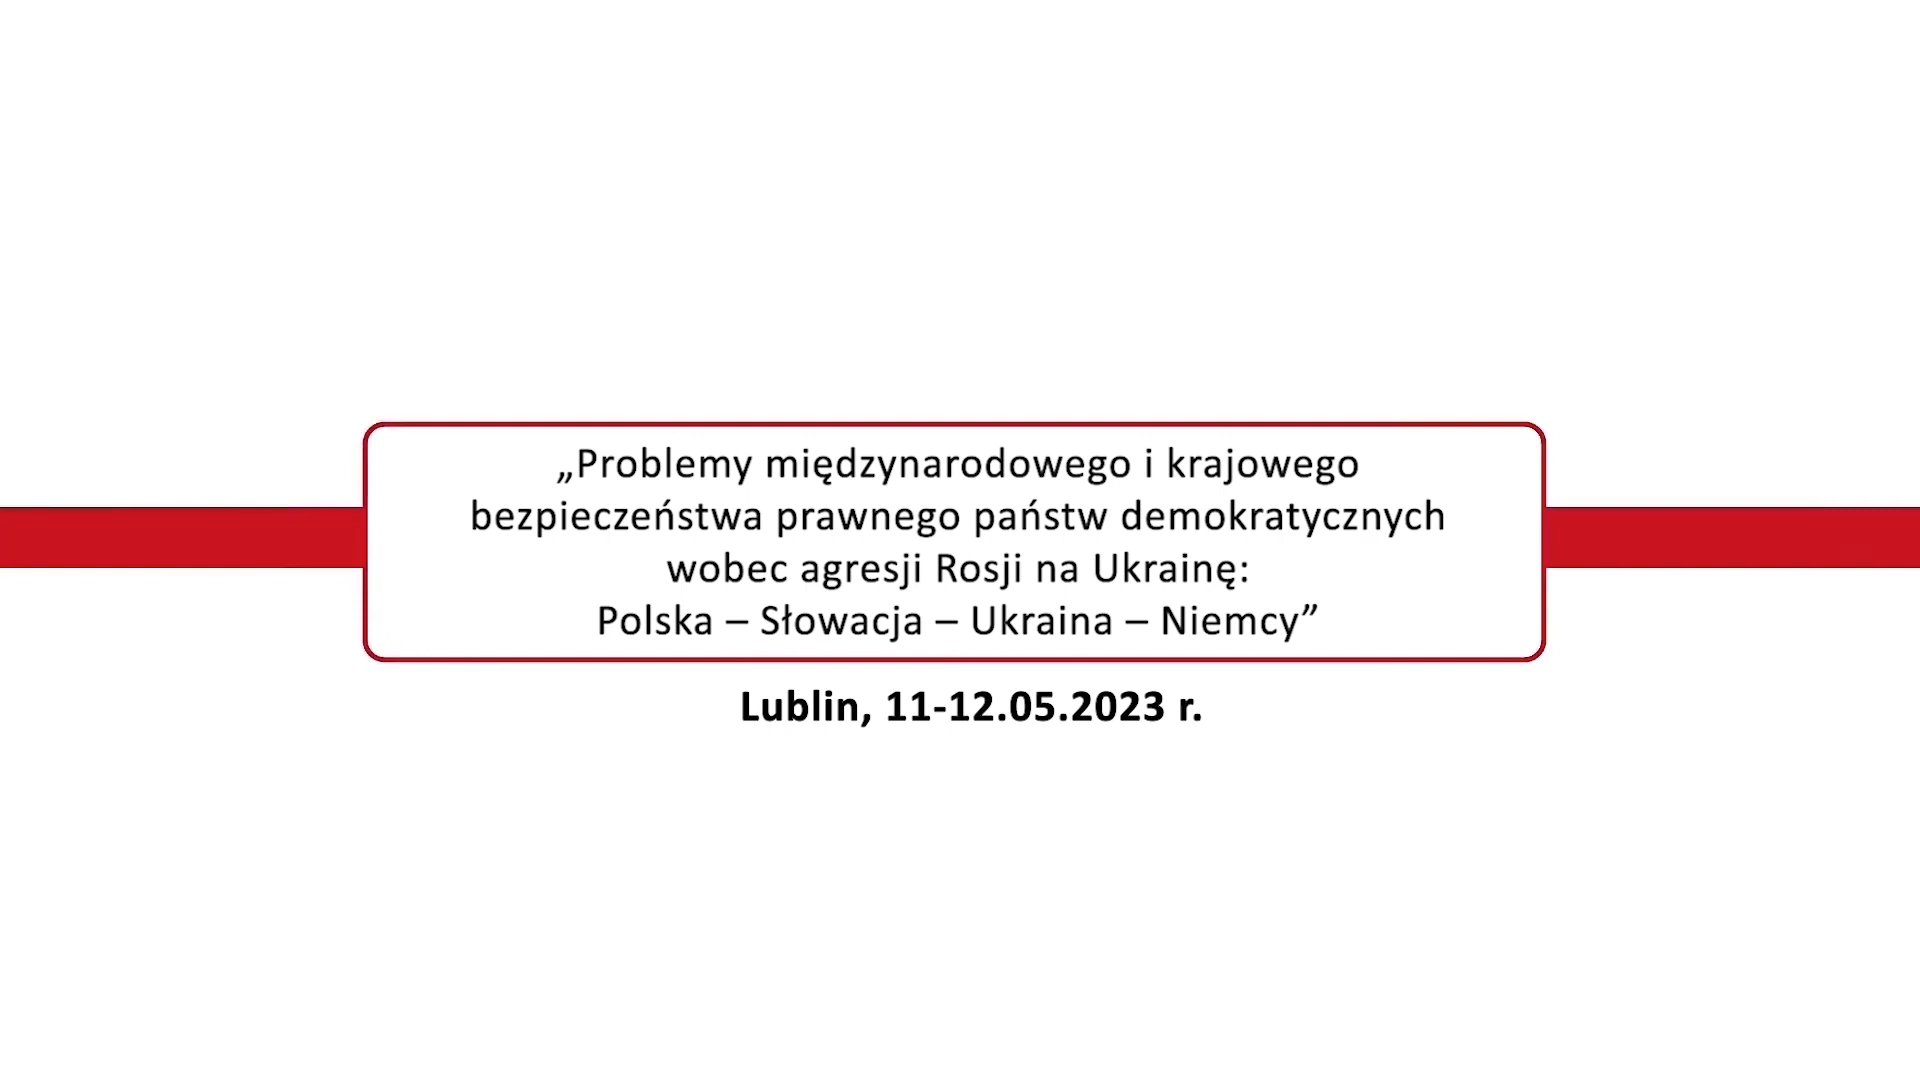 „Problemy międzynarodowego i krajowego
bezpieczeństwa prawnego państw demokratycznych
wobec agresji Rosji na Ukrainę:
Polska – Słowacja – Ukraina – Niemcy”
Lublin, 11-12.05.2023 r.